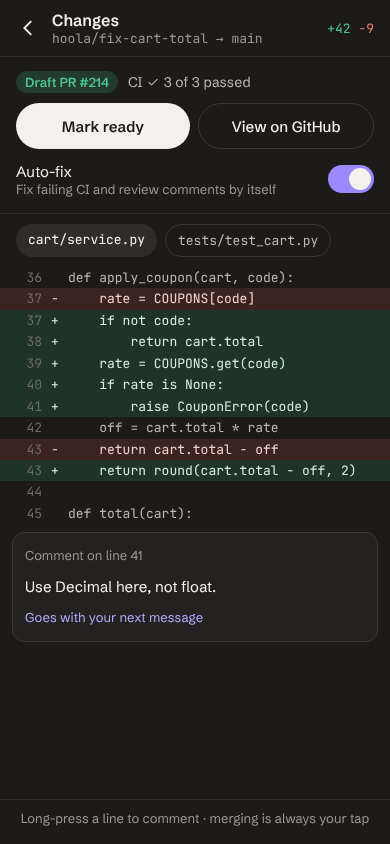 Changes
hoola/fix-cart-total → main
+42 -9
Draft PR #214 CI ✓ 3 of 3 passed
Mark ready
View on GitHub
Auto-fix
Fix failing CI and review comments by itself
cart/service.py
tests/test_cart.py
36 def apply_coupon(cart, code):
37 - rate = COUPONS[code]
37 + if not code:
38 + return cart.total
39 + rate = COUPONS.get(code)
40 + if rate is None:
41 + raise CouponError(code)
42 off = cart.total * rate
43 - return cart.total - off
43 + return round(cart.total - off, 2)
44
45 def total(cart):
Comment on line 41
Use Decimal here, not float.
Goes with your next message
Long-press a line to comment · merging is always your tap